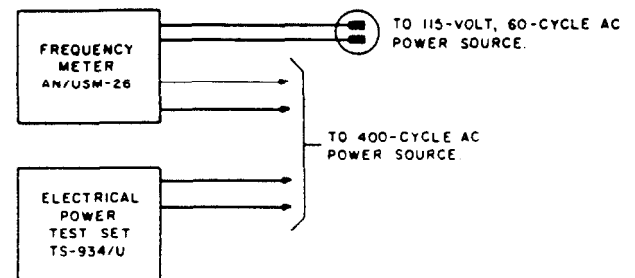 FREQUENCY
METER
AN/USM-26
TO 115-VOLT, 60-CYCLE AC
POWER SOURCE.
TO 400-CYCLE AC
POWER SOURCE.
ELECTRICAL
POWER
TEST SET
TS-934/U